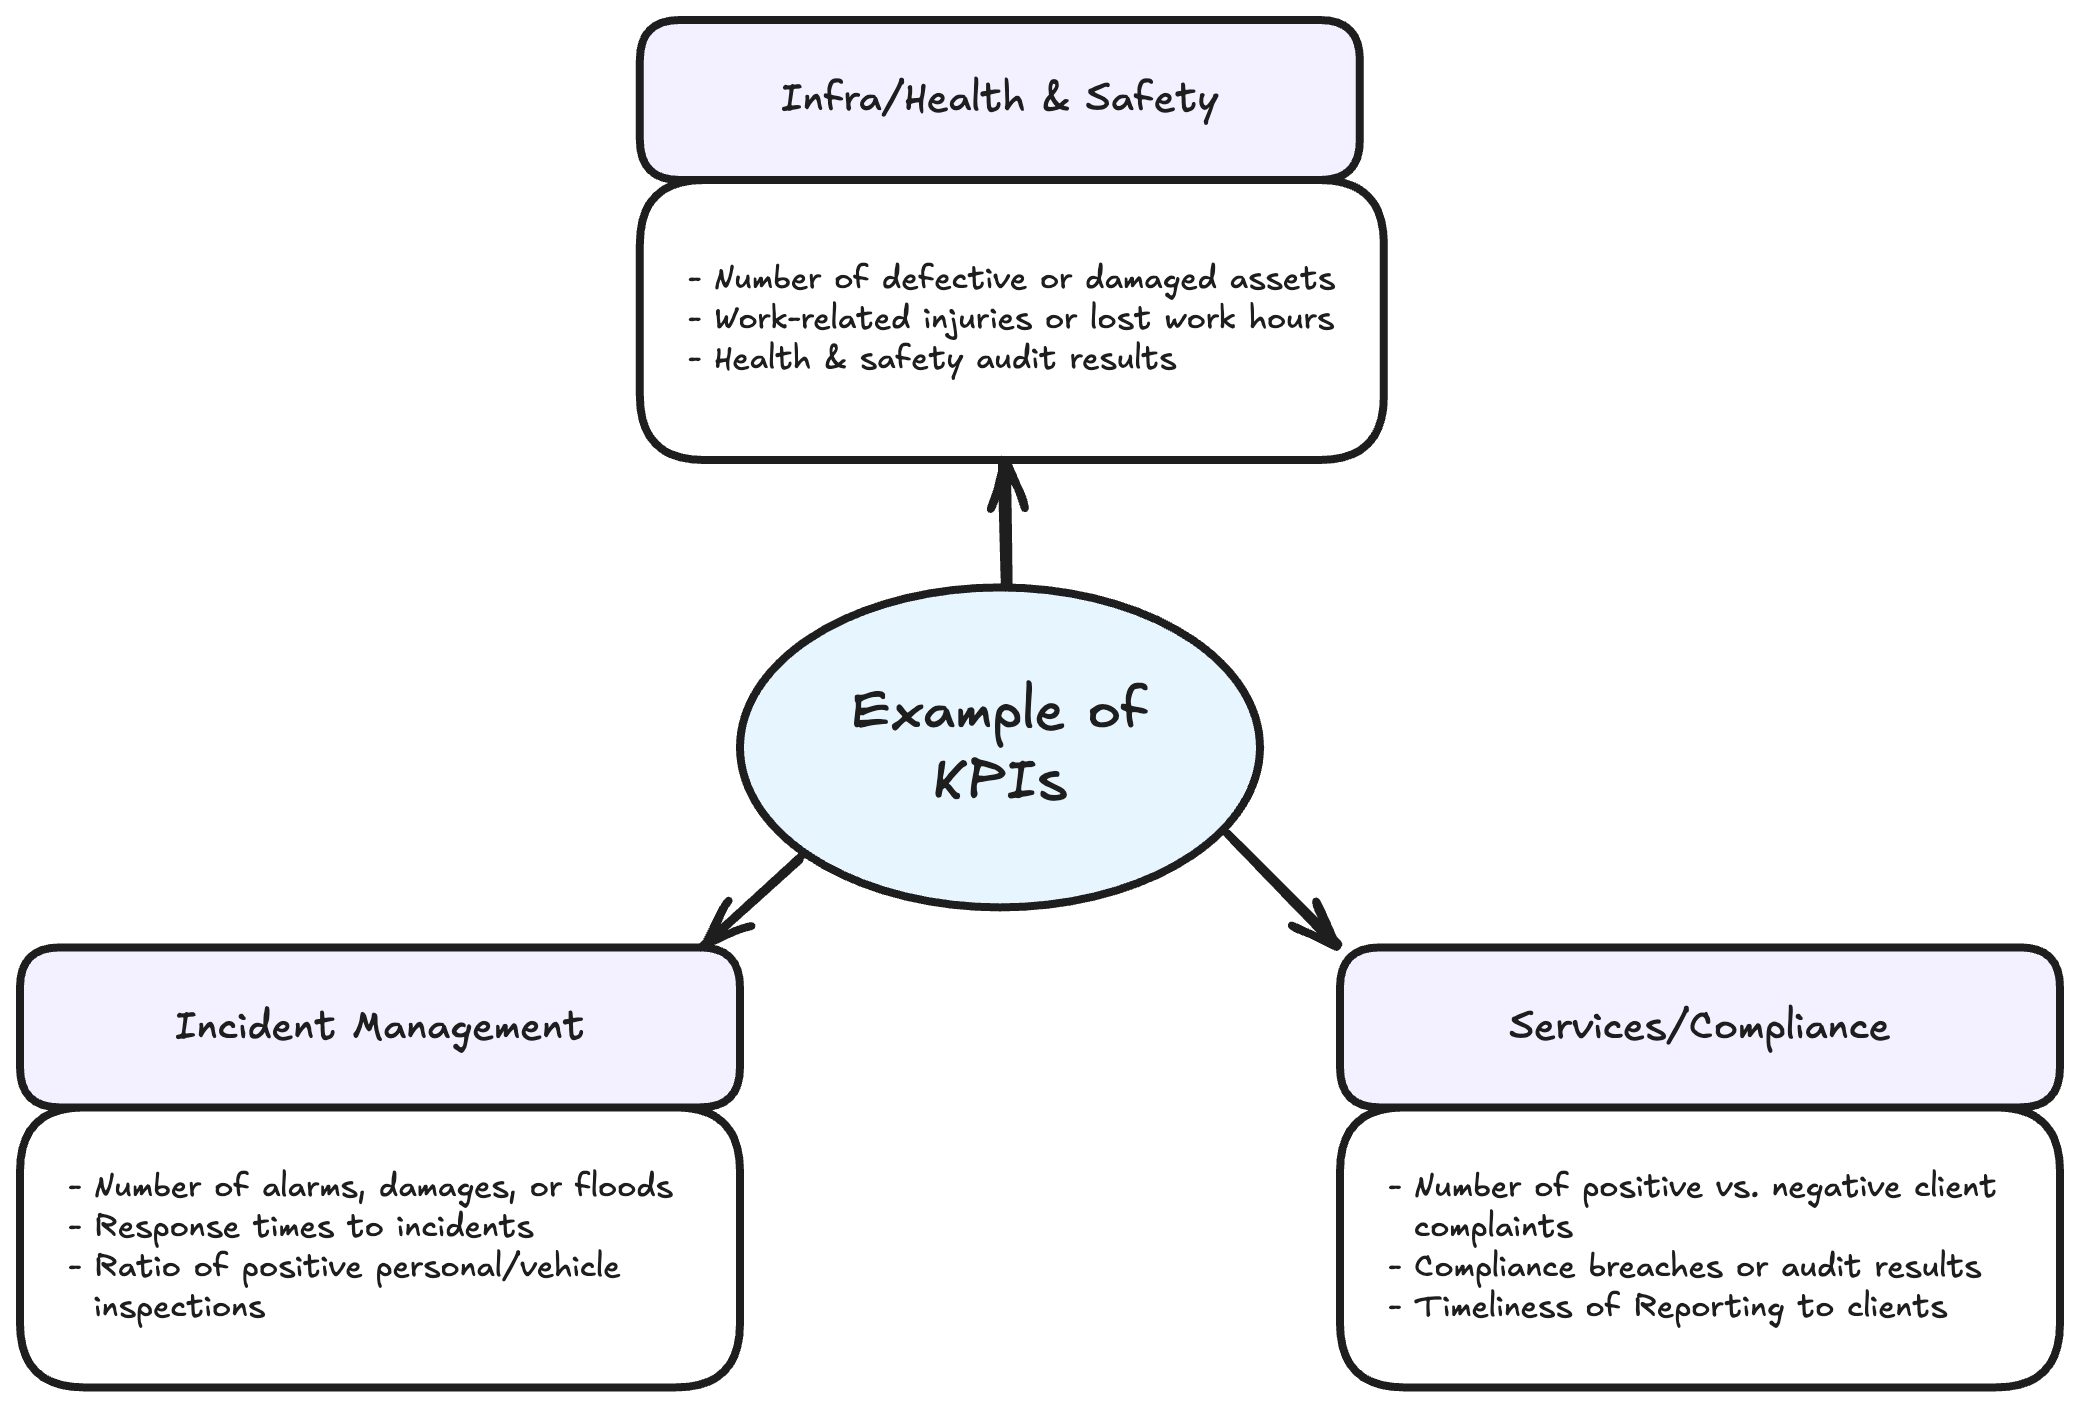 Infra/Health & Safety
- Number of defective or damaged assets
- Work-related injuries or lost work hours
- Health & safety audit results
Example of
KPIs
Incident Management
- Number of alarms, damages, or floods
- Response times to incidents
- Ratio of positive personal/vehicle
inspections
Services/Compliance
- Number of positive vs. negative client
complaints
- Compliance breaches or audit results
- Timeliness of Reporting to clients